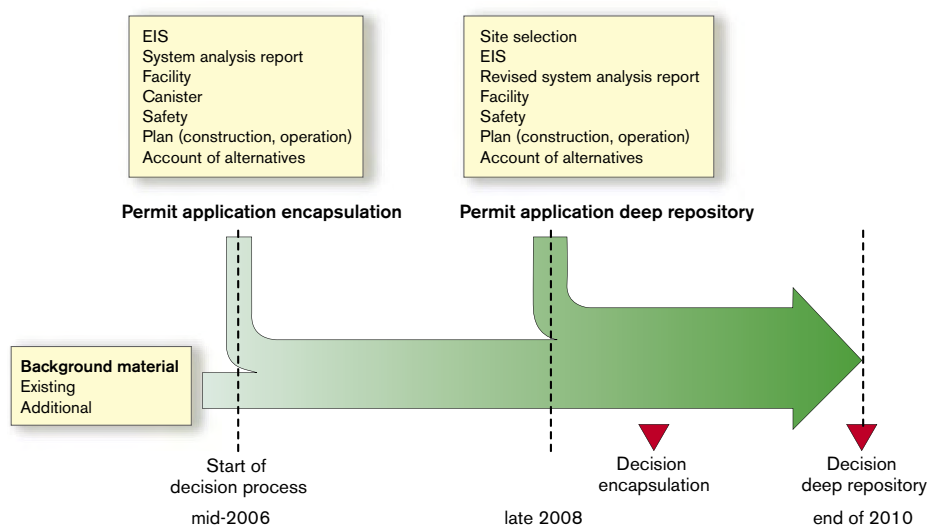 EIS
System analysis report
Facility
Canister
Safety
Plan (construction, operation)
Account of alternatives
Site selection
EIS
Revised system analysis report
Facility
Safety
Plan (construction, operation)
Account of alternatives
Permit application encapsulation
Permit application deep repository
Background material
Existing
Additional
Start of
decision process
mid-2006
late 2008
Decision
encapsulation
Decision
deep repository
end of 2010